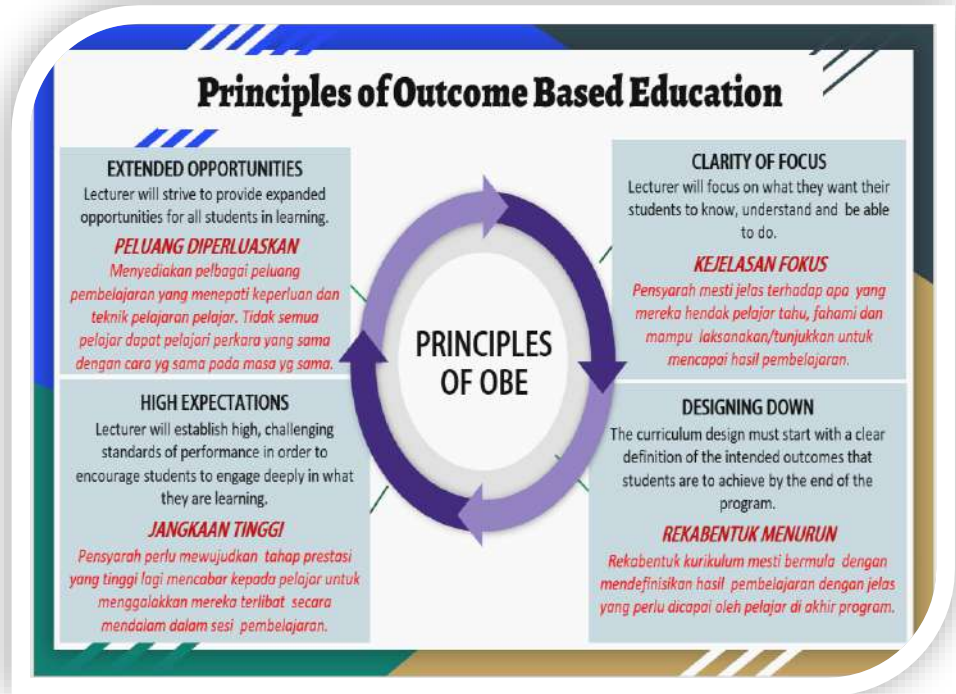 Principles of Outcome Based Education
EXTENDED OPPORTUNITIES
Lecturer will strive to provide expanded
opportunities for all students in learning.
PELUANG DIPERLUASKAN
Menyediakan pelbagai peluang
pembelajaran yang menepati keperluan dan
teknik pelajaran pelajar. Tidak semua
pelajar dapat pelajari perkara yang sama
dengan cara yg sama pada masa yg sama.
CLARITY OF FOCUS
Lecturer will focus on what they want their
students to know, understand and be able
to do.
KEJELASAN FOKUS
Pensyarah mesti jelas terhadap apa yang
mereka hendak pelajar tahu, fahami dan
mampu laksanakan/tunjukkan untuk
mencapai hasil pembelajaran.
PRINCIPLES
OF OBE
HIGH EXPECTATIONS
Lecturer will establish high, challenging
standards of performance in order to
encourage students to engage deeply in what
they are learning.
JANGKAAN TINGGI
Pensyarah perlu mewujudkan tahap prestasi
yang tinggi lagi mencabar kepada pelajar untuk
menggalakkan mereka terlibat secara
mendalam dalam sesi pembelajaran.
DESIGNING DOWN
The curriculum design must start with a clear
definition of the intended outcomes that
students are to achieve by the end of the
program.
REKABENTUK MENURUN
Rekabentuk kurikulum mesti bermula dengan
mendefinisikan hasil pembelajaran dengan jelas
yang perlu dicapai oleh pelajar di akhir program.